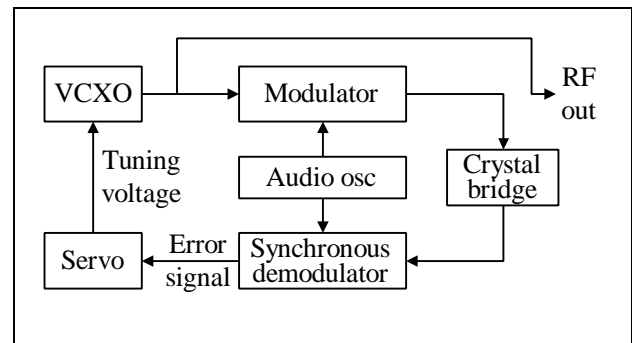 VCXO
Modulator
RF
out
Tuning
voltage
Audio osc
Crystal
bridge
Servo
Error
signal
Synchronous
demodulator